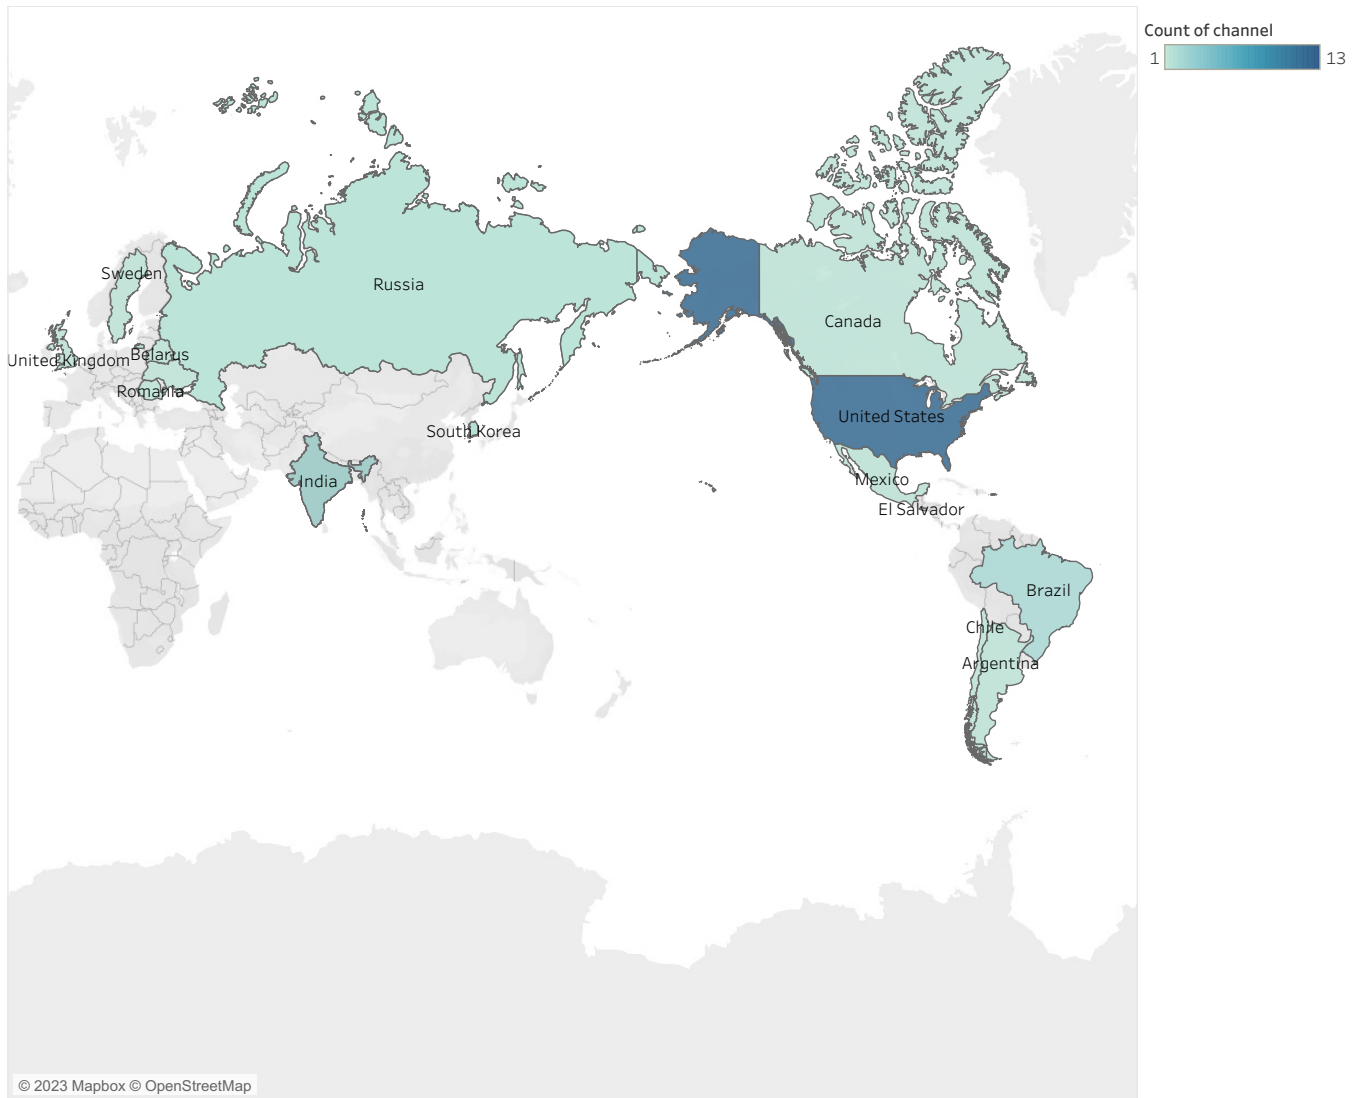 Count of channel
1 13
Sweden
Russia
Canada
United Kingdom
Belarus
Romania
United States
South Korea
India
Mexico
El Salvador
Brazil
Chile
Argentina
© 2023 Mapbox © OpenStreetMap